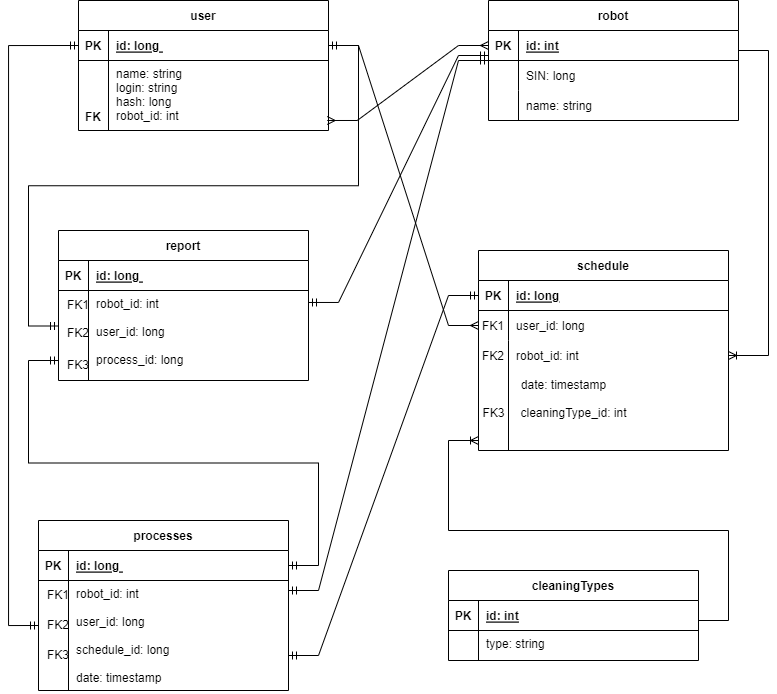 user
PK id: long
name: string
login: string
hash: long
FK robot_id: int
robot
PK id: int
SIN: long
name: string
report
PK id: long
FK1 robot_id: int
FK2 user_id: long
FK3 process_id: long
schedule
PK id: long
FK1 user_id: long
FK2 robot_id: int
date: timestamp
FK3 cleaningType_id: int
processes
PK id: long
FK1 robot_id: int
FK2 user_id: long
FK3 schedule_id: long
date: timestamp
cleaningTypes
PK id: int
type: string